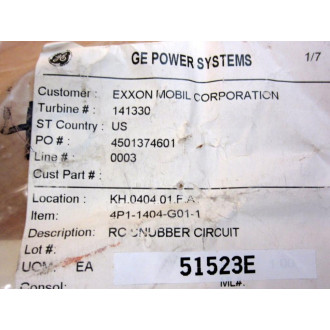 GE POWER SYSTEMS 1/7
Customer : EXXON MOBIL CORPORATION
Turbine # : 141330
ST Country : US
PO # : 4501374601
Line # : 0003
Cust Part # :
Location : KH.0404 01.F.A
Item: 4P1-1404-G01-1
Description: RC SNUBBER CIRCUIT
Lot #:
UOM: EA
51523E
Consol: